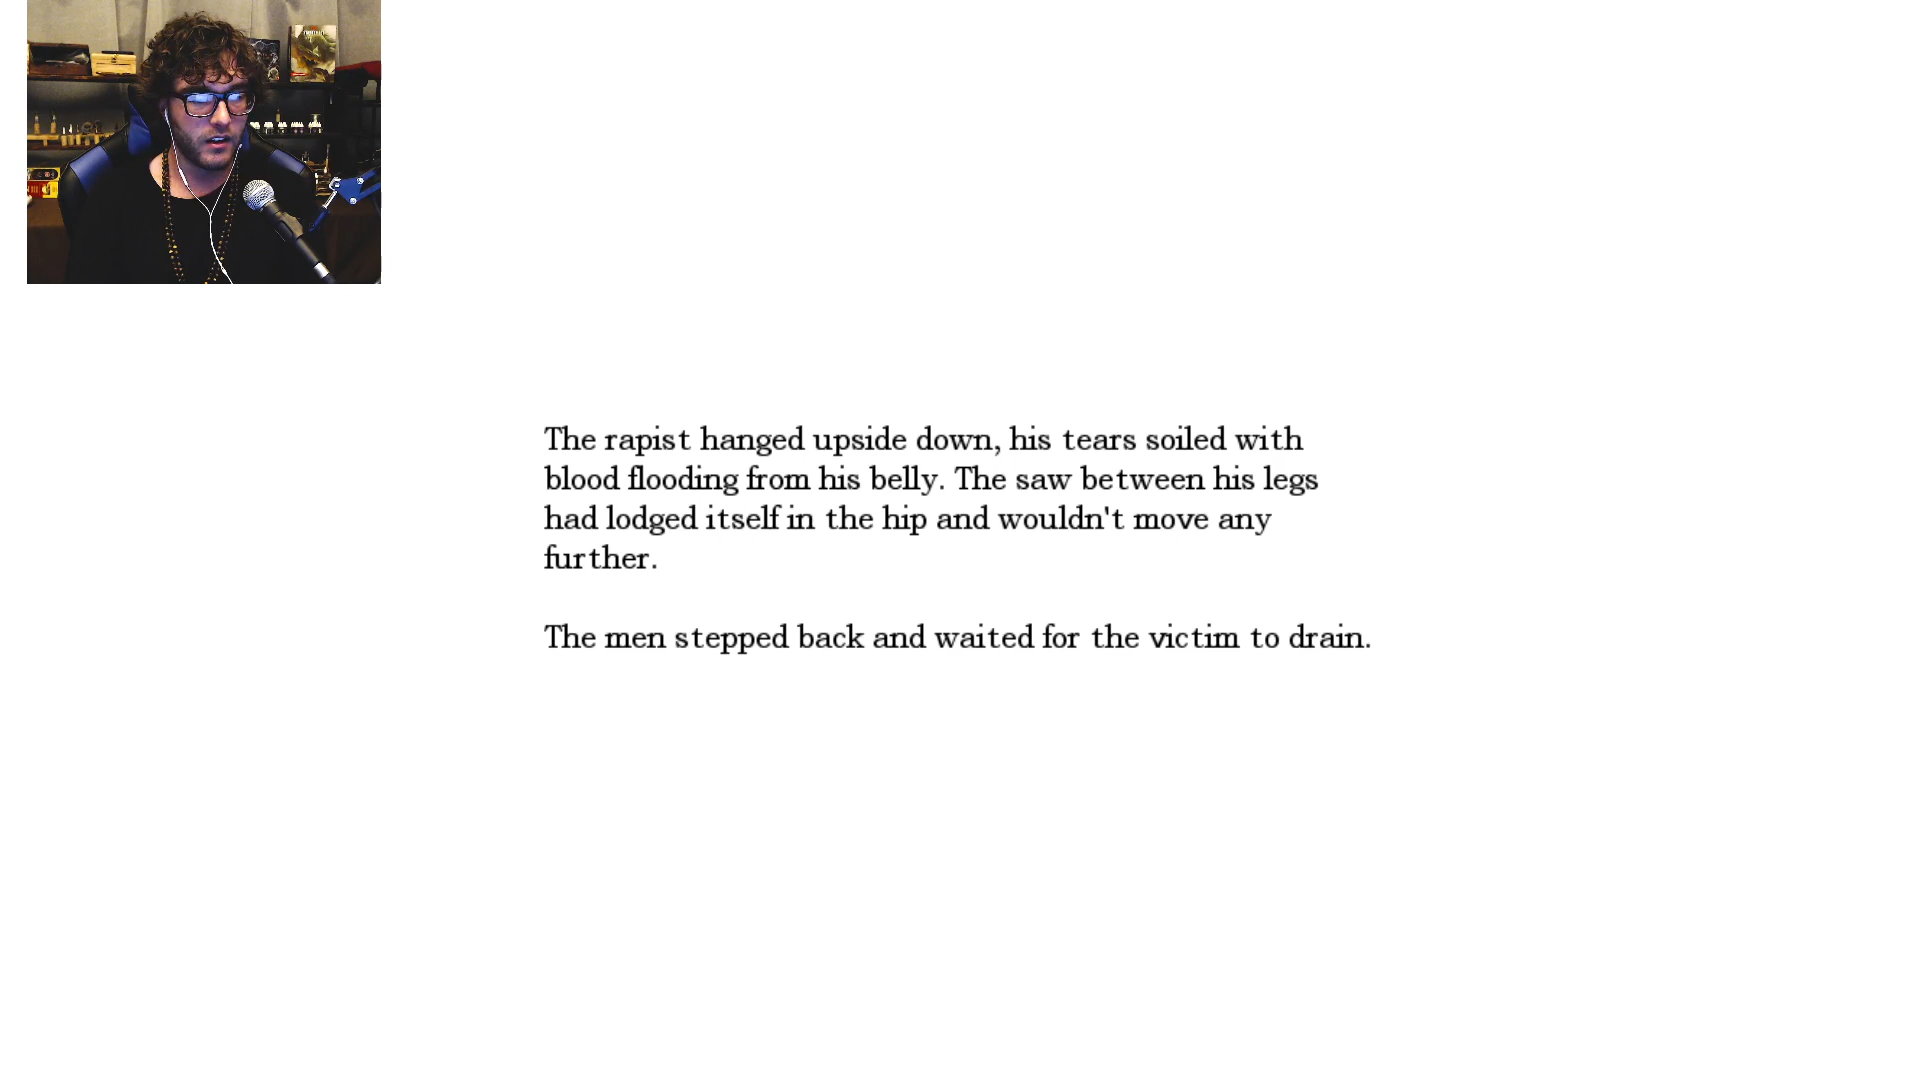 The rapist hanged upside down, his tears soiled with
blood flooding from his belly. The saw between his legs
had lodged itself in the hip and wouldn't move any
further.
The men stepped back and waited for the victim to drain.